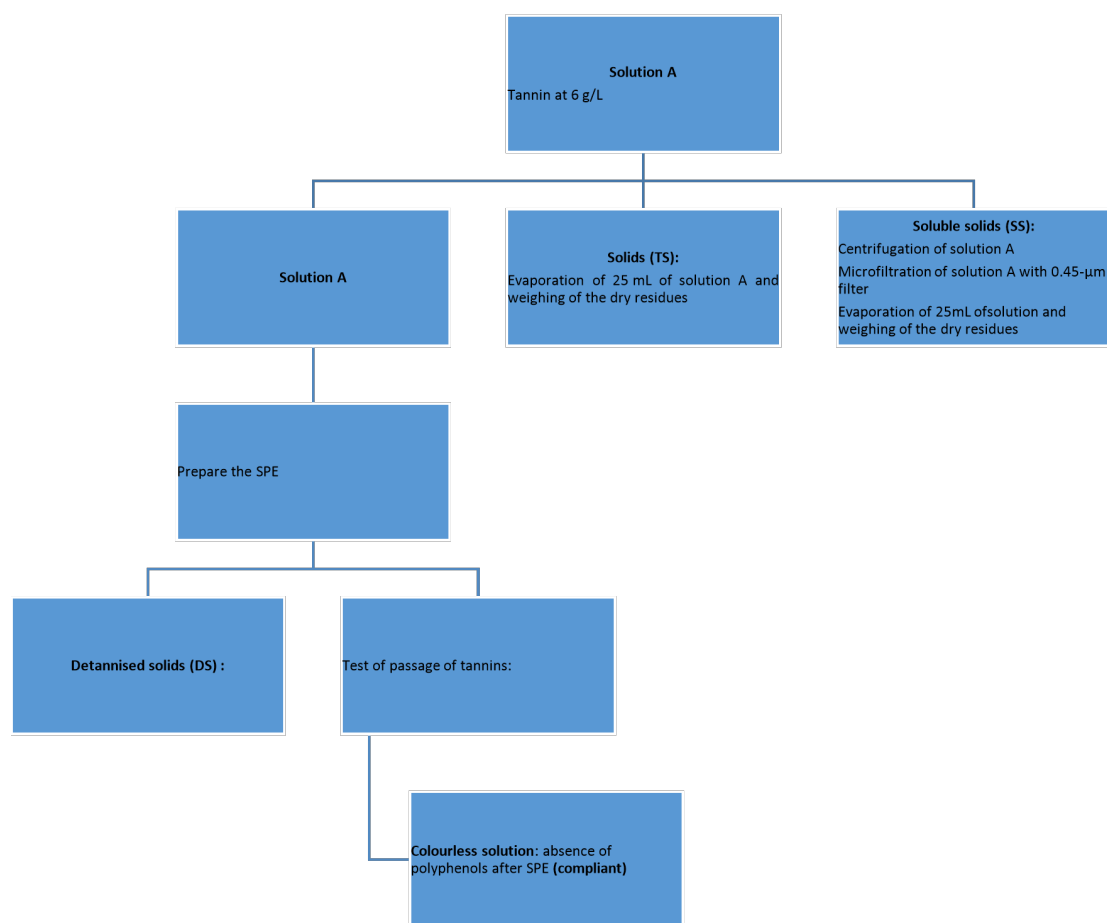 Solution A
Tannin at 6 g/L
Solution A
Solids (TS):
Evaporation of 25 mL of solution A and
weighing of the dry residues
Soluble solids (SS):
Centrifugation of solution A
Microfiltration of solution A with 0.45-µm
filter
Evaporation of 25mL ofsolution and
weighing of the dry residues
Prepare the SPE
Detannised solids (DS) :
Test of passage of tannins:
Colourless solution: absence of
polyphenols after SPE (compliant)